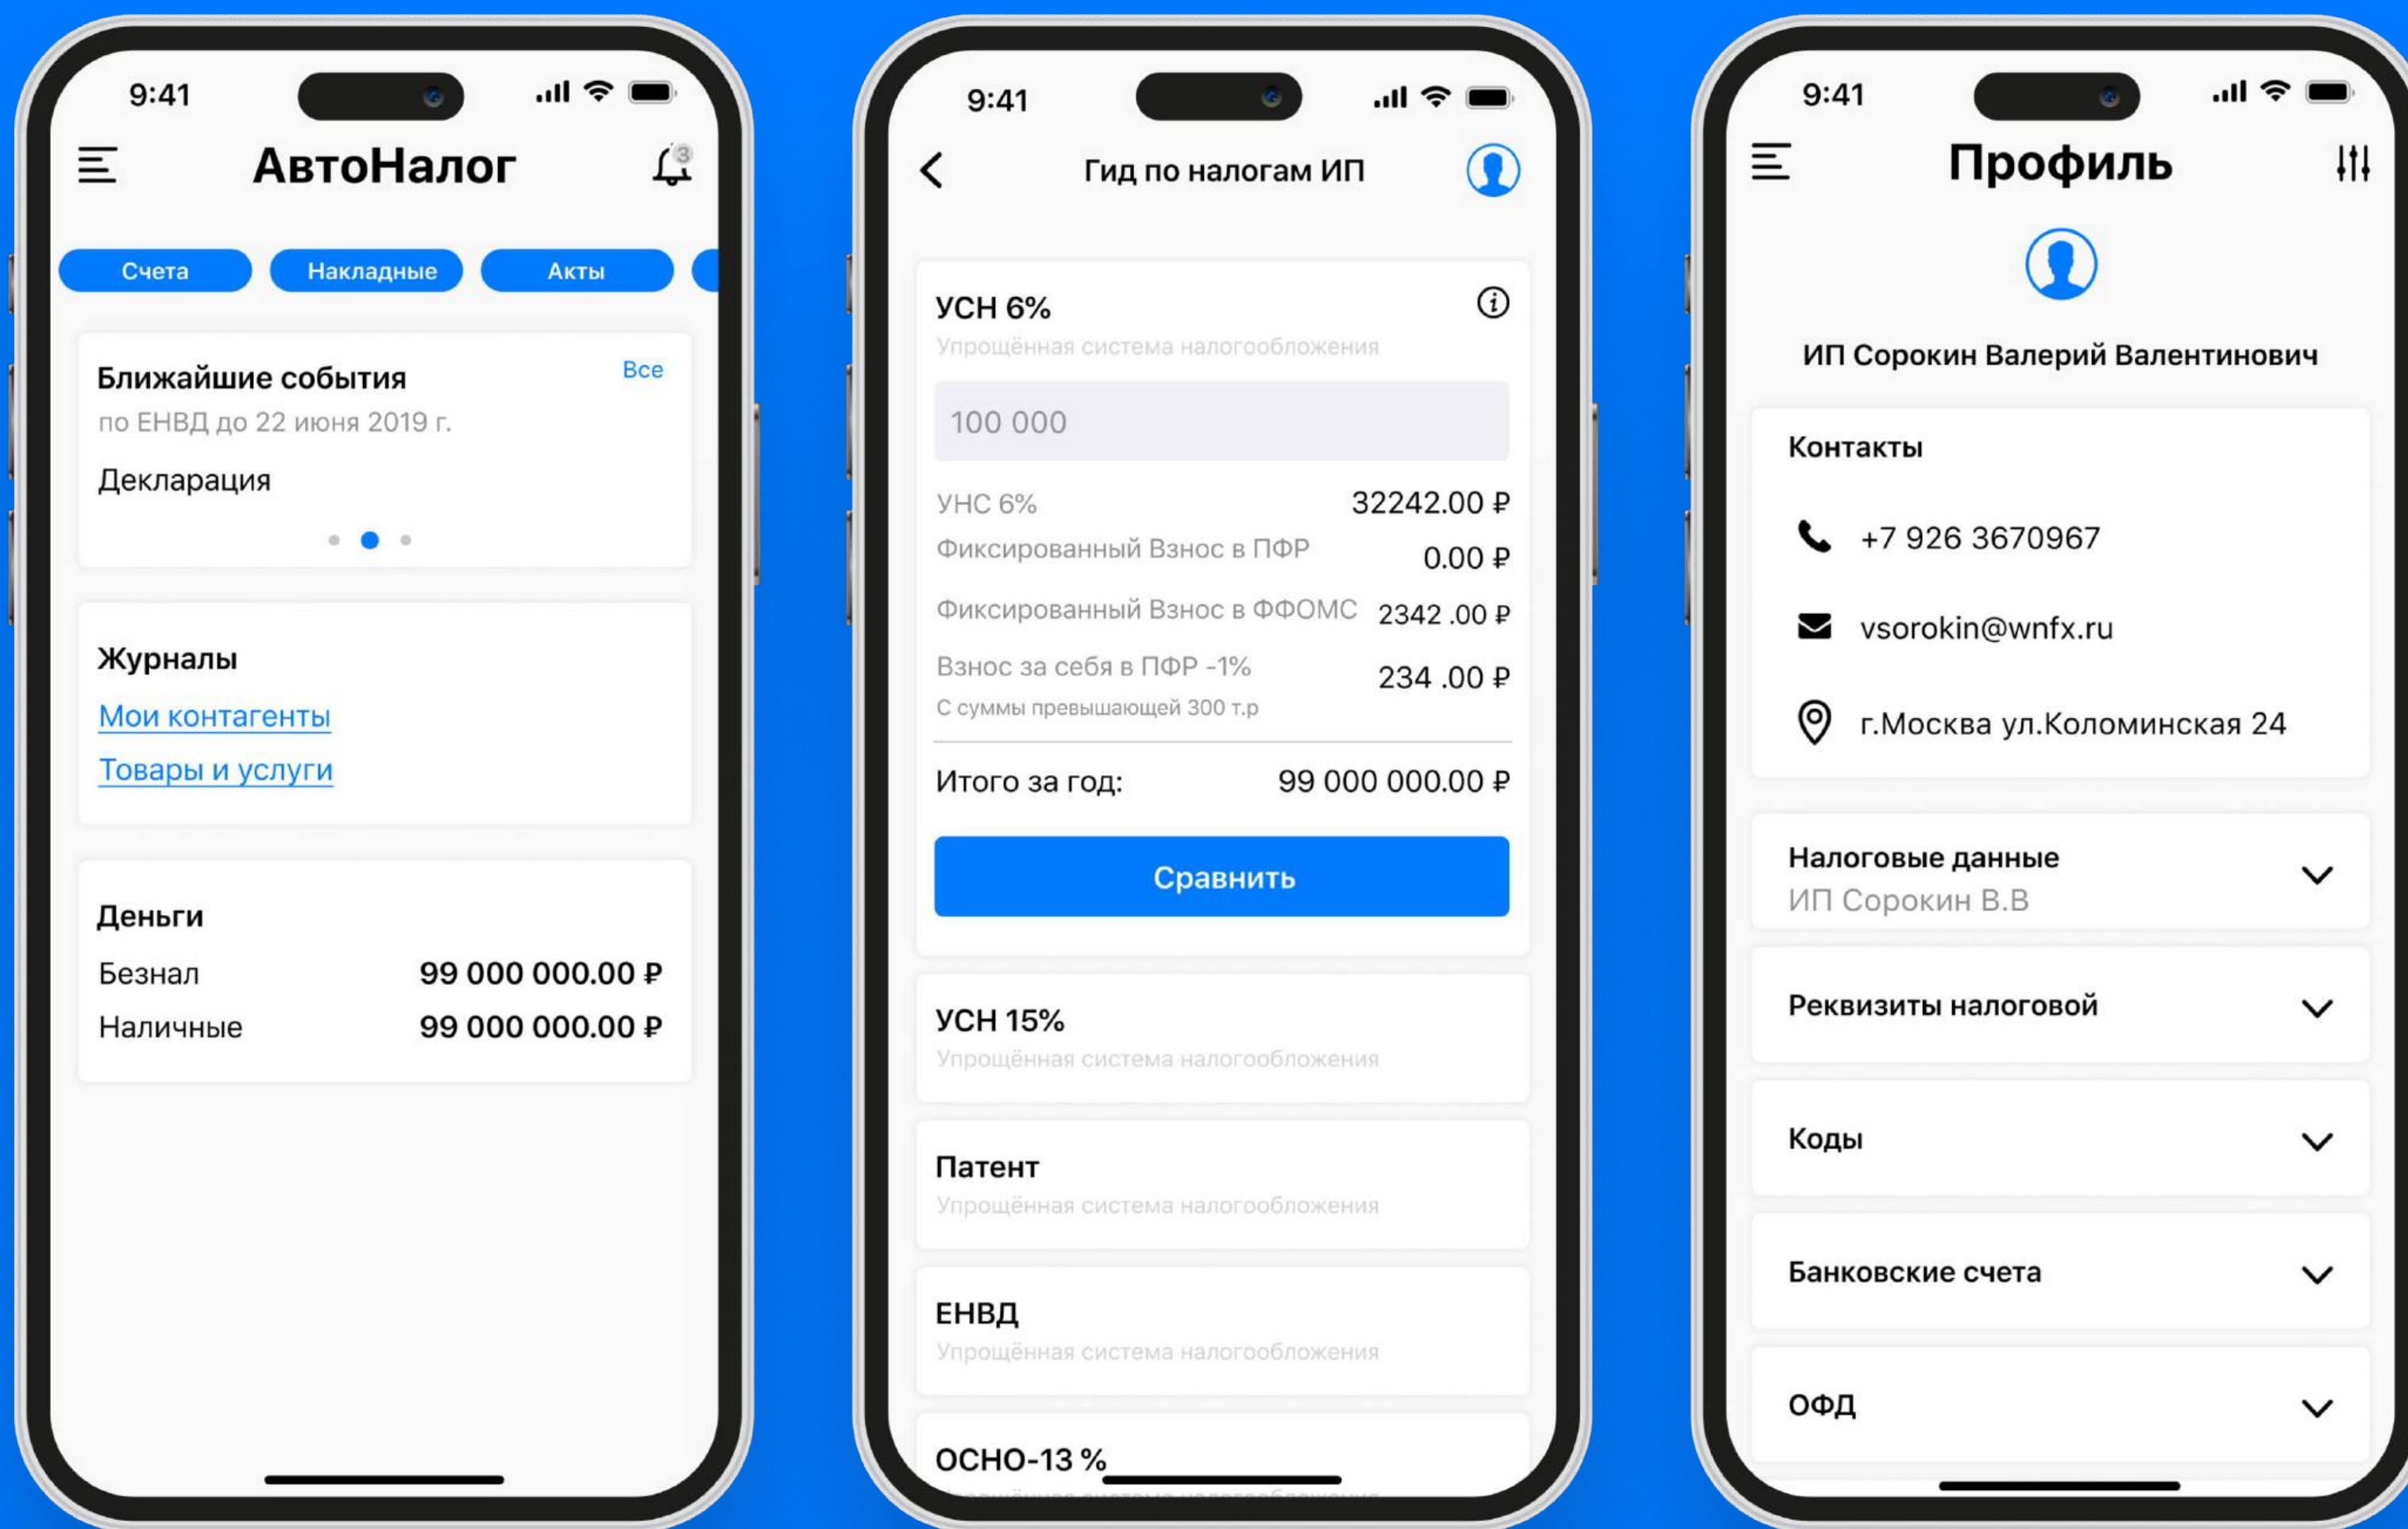 9:41
АвтоНалог
3
Счета
Накладные
Акты
Ближайшие события
Все
по ЕНВД до 22 июня 2019 г.
Декларация
Журналы
Мои контагенты
Товары и услуги
Деньги
Безнал 99 000 000.00 ₽
Наличные 99 000 000.00 ₽
9:41
Гид по налогам ИП
УСН 6%
Упрощённая система налогообложения
100 000
УНС 6% 32242.00 ₽
Фиксированный Взнос в ПФР 0.00 ₽
Фиксированный Взнос в ФФОМС 2342 .00 ₽
Взнос за себя в ПФР -1% 234 .00 ₽
С суммы превышающей 300 т.р
Итого за год: 99 000 000.00 ₽
Сравнить
УСН 15%
Упрощённая система налогообложения
Патент
Упрощённая система налогообложения
ЕНВД
Упрощённая система налогообложения
ОСНО-13 %
9:41
Профиль
ИП Сорокин Валерий Валентинович
Контакты
+7 926 3670967
vsorokin@wnfx.ru
г.Москва ул.Коломинская 24
Налоговые данные
ИП Сорокин В.В
Реквизиты налоговой
Коды
Банковские счета
ОФД